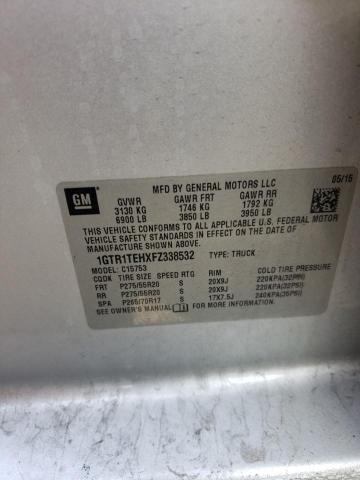 GM
MFD BY GENERAL MOTORS LLC
05/15
GVWR GAWR FRT GAWR RR
3130 KG 1746 KG 1792 KG
6900 LB 3850 LB 3950 LB
THIS VEHICLE CONFORMS TO ALL APPLICABLE U.S. FEDERAL MOTOR
VEHICLE SAFETY AND THEFT PREVENTION STANDARDS IN EFFECT ON THE
DATE OF MANUFACTURE SHOWN ABOVE.
1GTR1TEHXFZ338532 TYPE: TRUCK
MODEL: C15753
CODK TIRE SIZE SPEED RTG RIM COLD TIRE PRESSURE
FRT P275/55R20 S 20X9J 220KPA(32PSI)
RR P275/55R20 S 20X9J 220KPA(32PSI)
SPA P265/70R17 S 17X7.5J 240KPA(35PSI)
SEE OWNER'S MANUAL FOR MORE INFORMATION